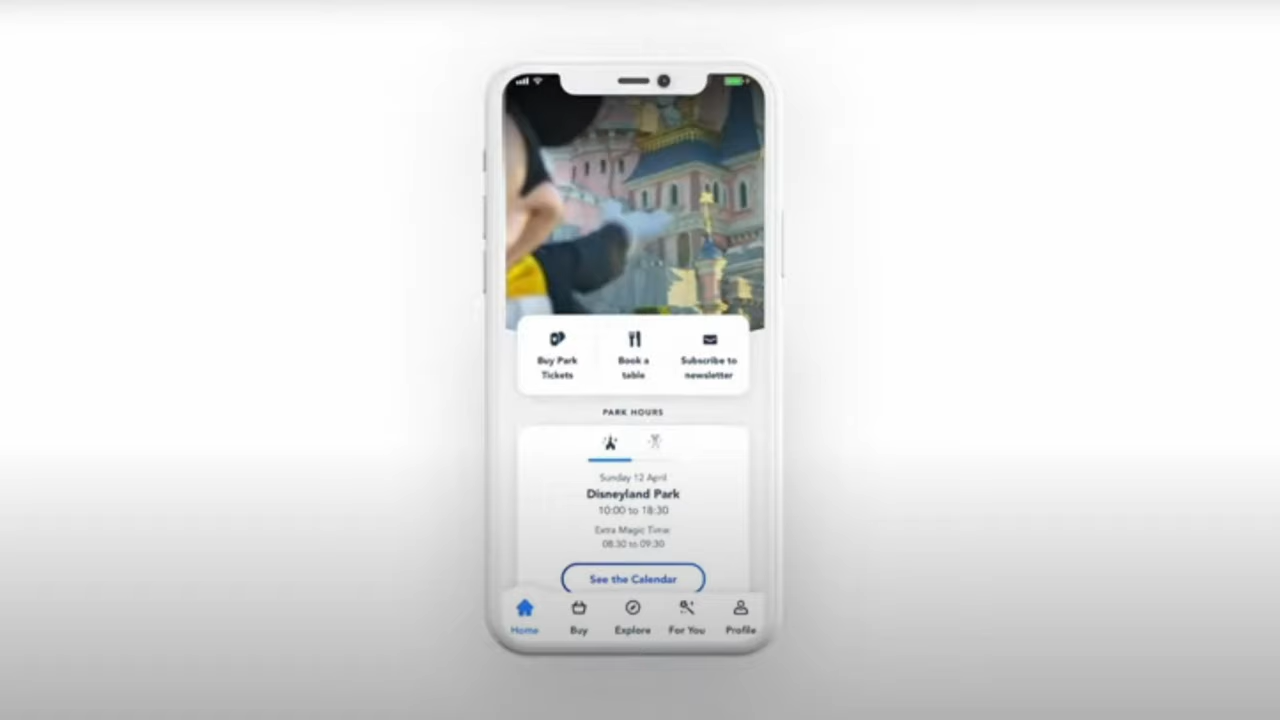 Buy Park
Tickets
Book a
table
Subscribe to
newsletter
PARK HOURS
Sunday 12 April
Disneyland Park
10:00 to 18:30
Extra Magic Time:
08:30 to 09:30
See the Calendar
Home
Buy
Explore
For You
Profile